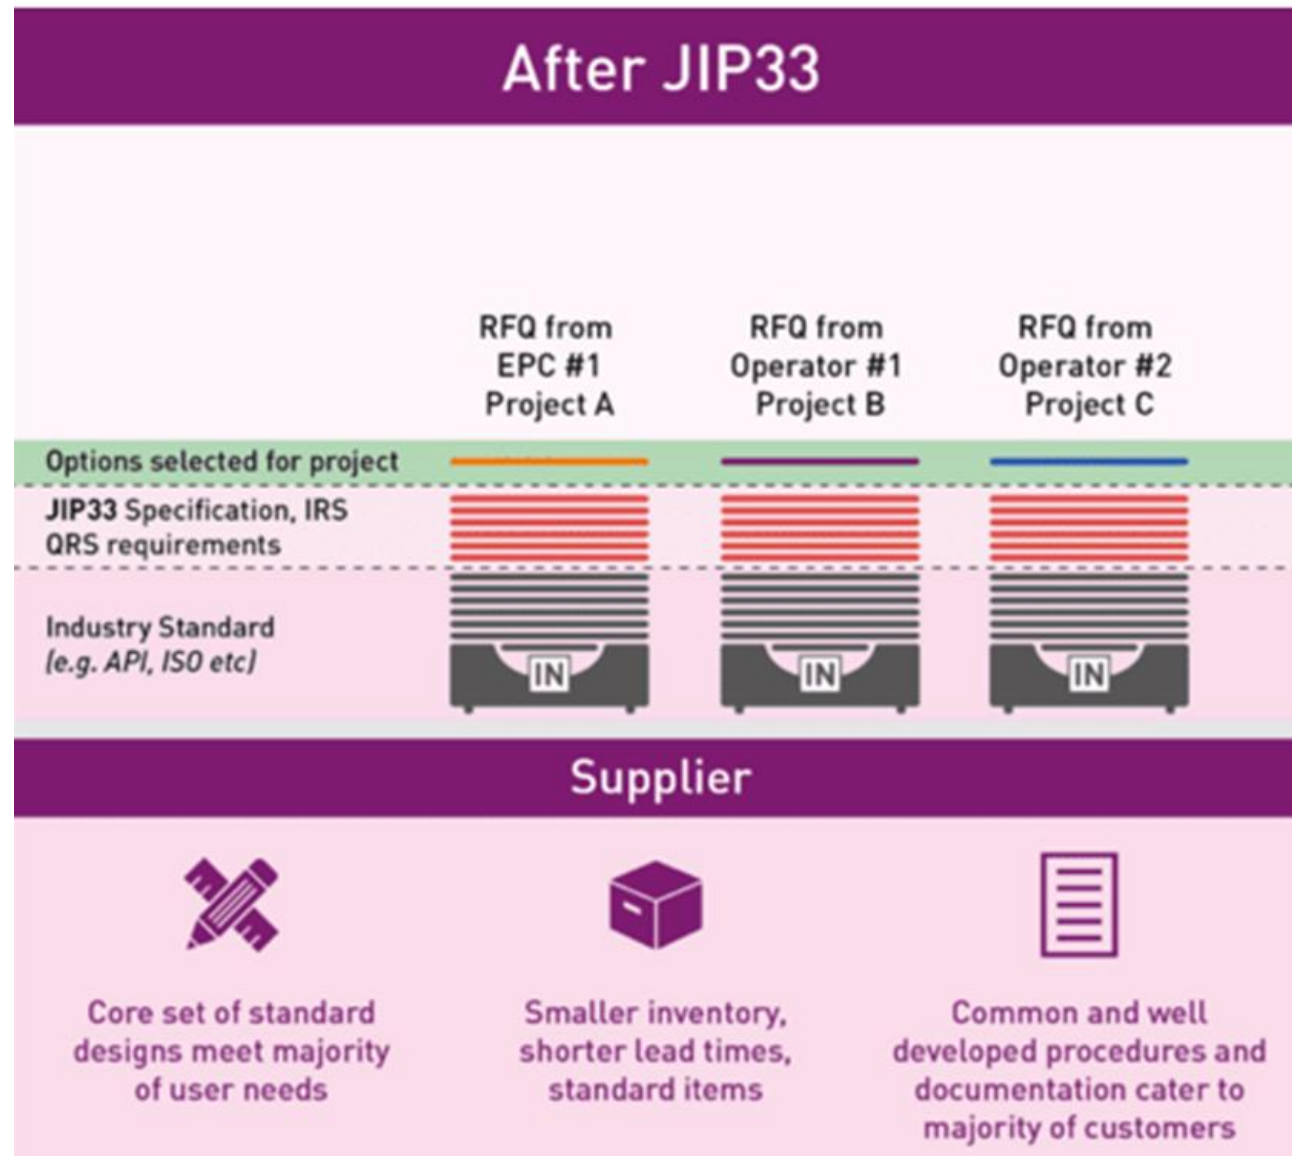 After JIP33
RFQ from
EPC #1
Project A
RFQ from
Operator #1
Project B
RFQ from
Operator #2
Project C
Options selected for project
JIP33 Specification, IRS
QRS requirements
Industry Standard
(e.g. API, ISO etc)
IN
IN
IN
Supplier
Core set of standard
designs meet majority
of user needs
Smaller inventory,
shorter lead times,
standard items
Common and well
developed procedures and
documentation cater to
majority of customers